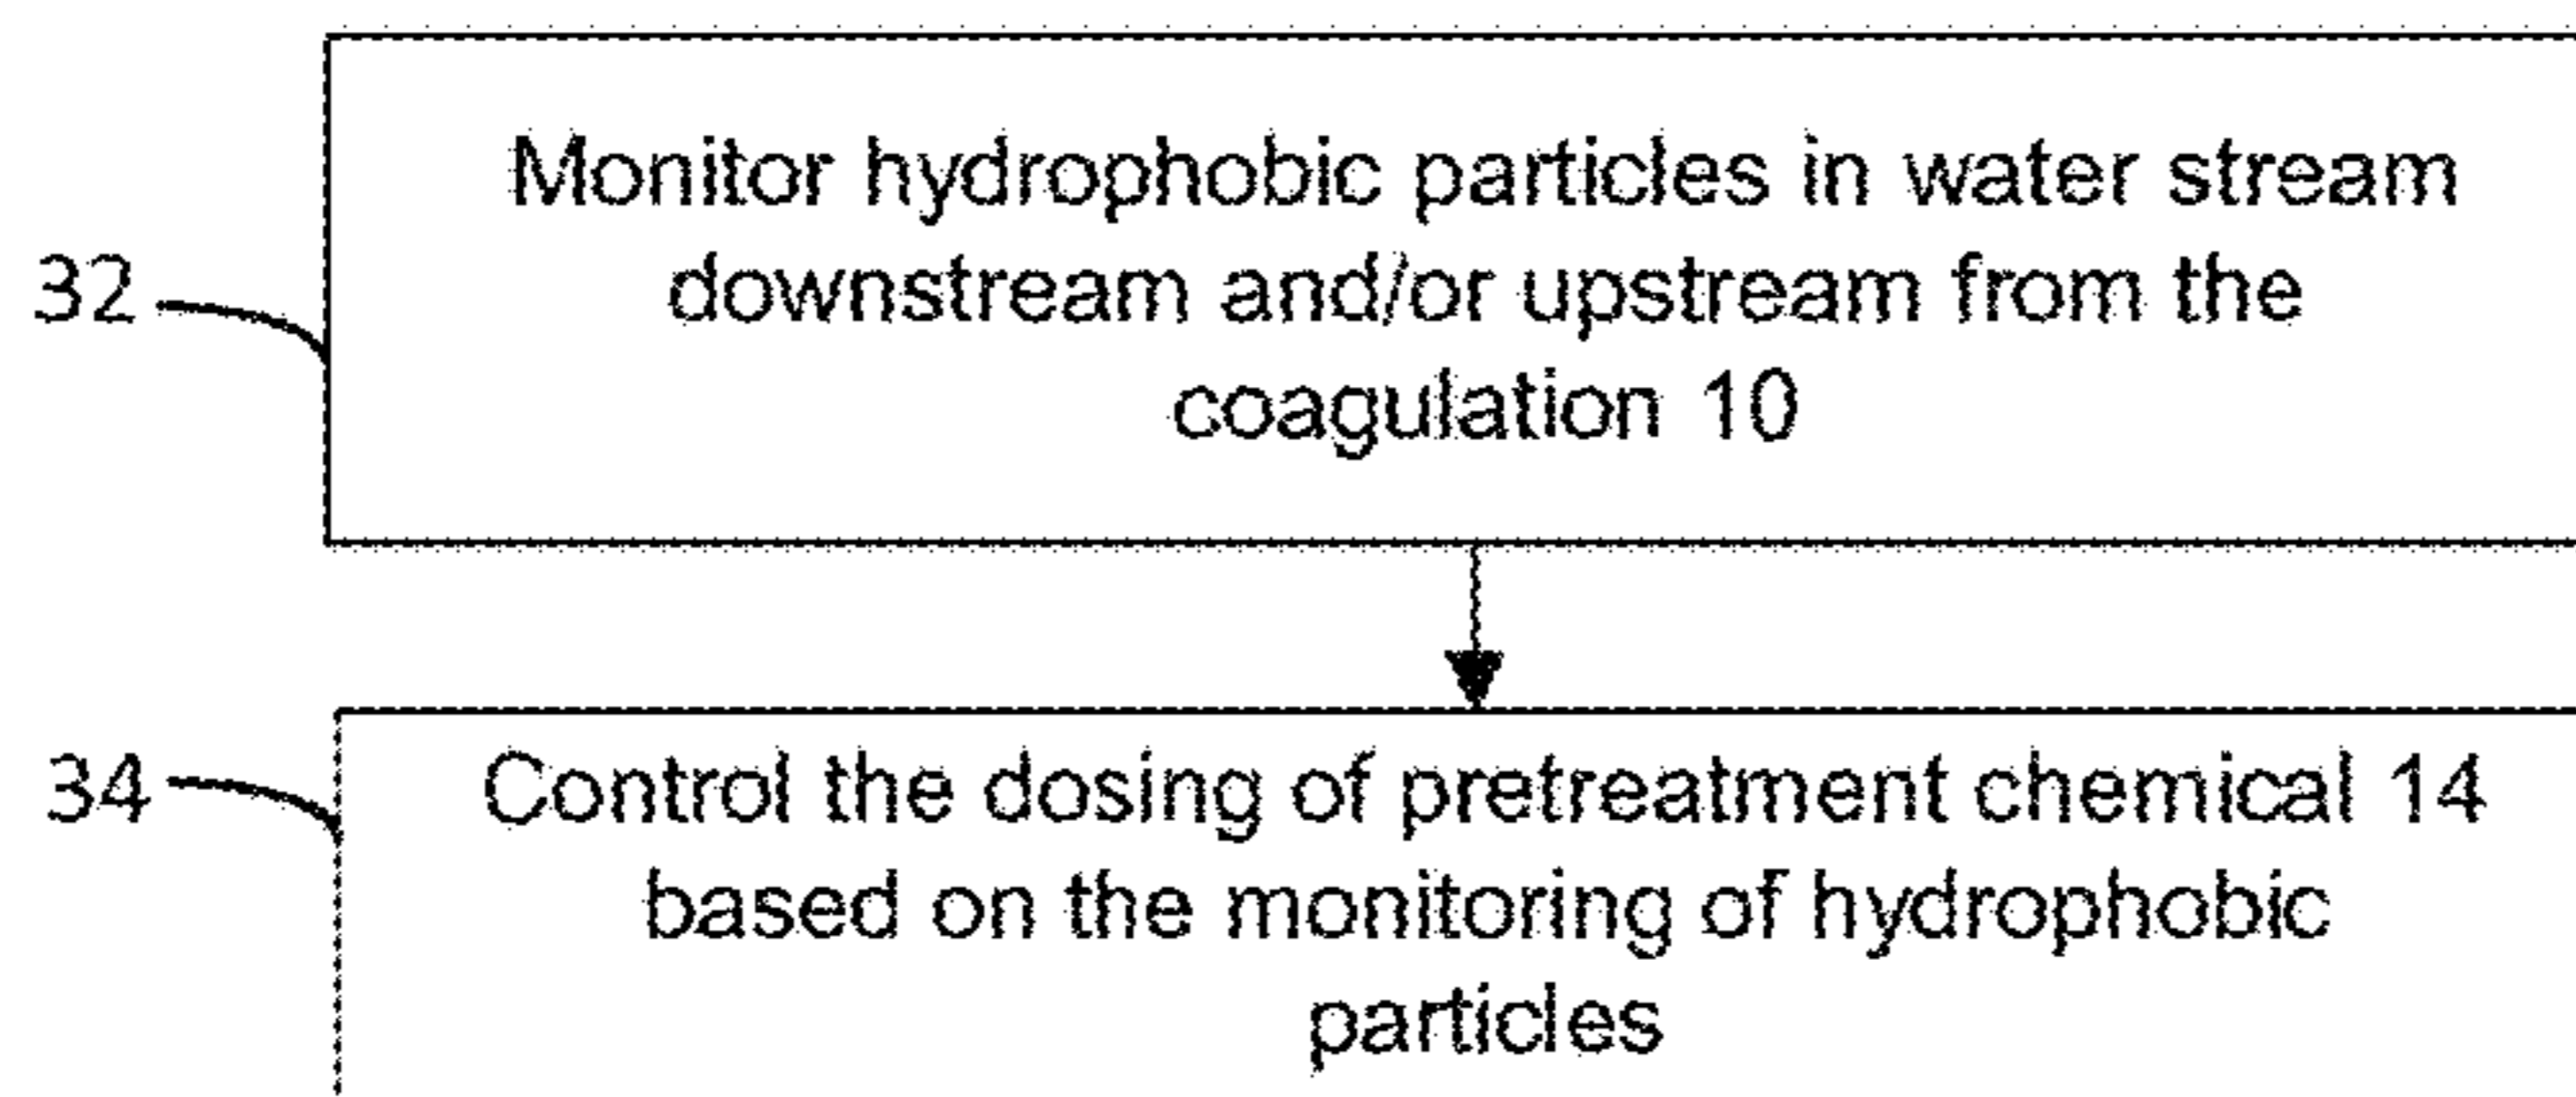 Monitor hydrophobic particles in water stream
downstream and/or upstream from the
coagulation 10
32
Control the dosing of pretreatment chemical 14
based on the monitoring of hydrophobic
particles
34